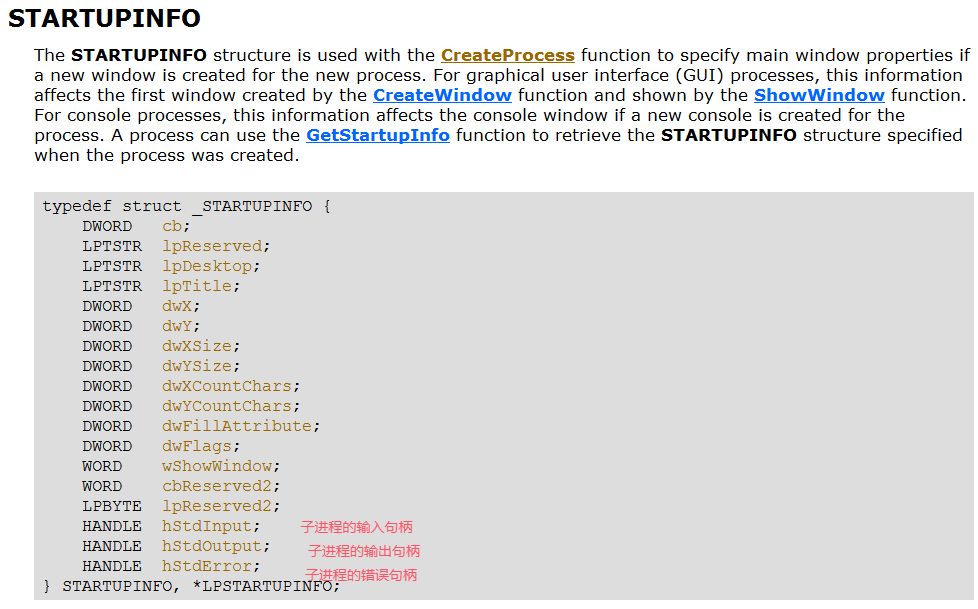 STARTUPINFO
The STARTUPINFO structure is used with the CreateProcess function to specify main window properties if
a new window is created for the new process. For graphical user interface (GUI) processes, this information
affects the first window created by the CreateWindow function and shown by the ShowWindow function.
For console processes, this information affects the console window if a new console is created for the
process. A process can use the GetStartupInfo function to retrieve the STARTUPINFO structure specified
when the process was created.
typedef struct _STARTUPINFO {
    DWORD   cb;
    LPTSTR  lpReserved;
    LPTSTR  lpDesktop;
    LPTSTR  lpTitle;
    DWORD   dwX;
    DWORD   dwY;
    DWORD   dwXSize;
    DWORD   dwYSize;
    DWORD   dwXCountChars;
    DWORD   dwYCountChars;
    DWORD   dwFillAttribute;
    DWORD   dwFlags;
    WORD    wShowWindow;
    WORD    cbReserved2;
    LPBYTE  lpReserved2;
    HANDLE  hStdInput;    子进程的输入句柄
    HANDLE  hStdOutput;    子进程的输出句柄
    HANDLE  hStdError;    子进程的错误句柄
} STARTUPINFO, *LPSTARTUPINFO;